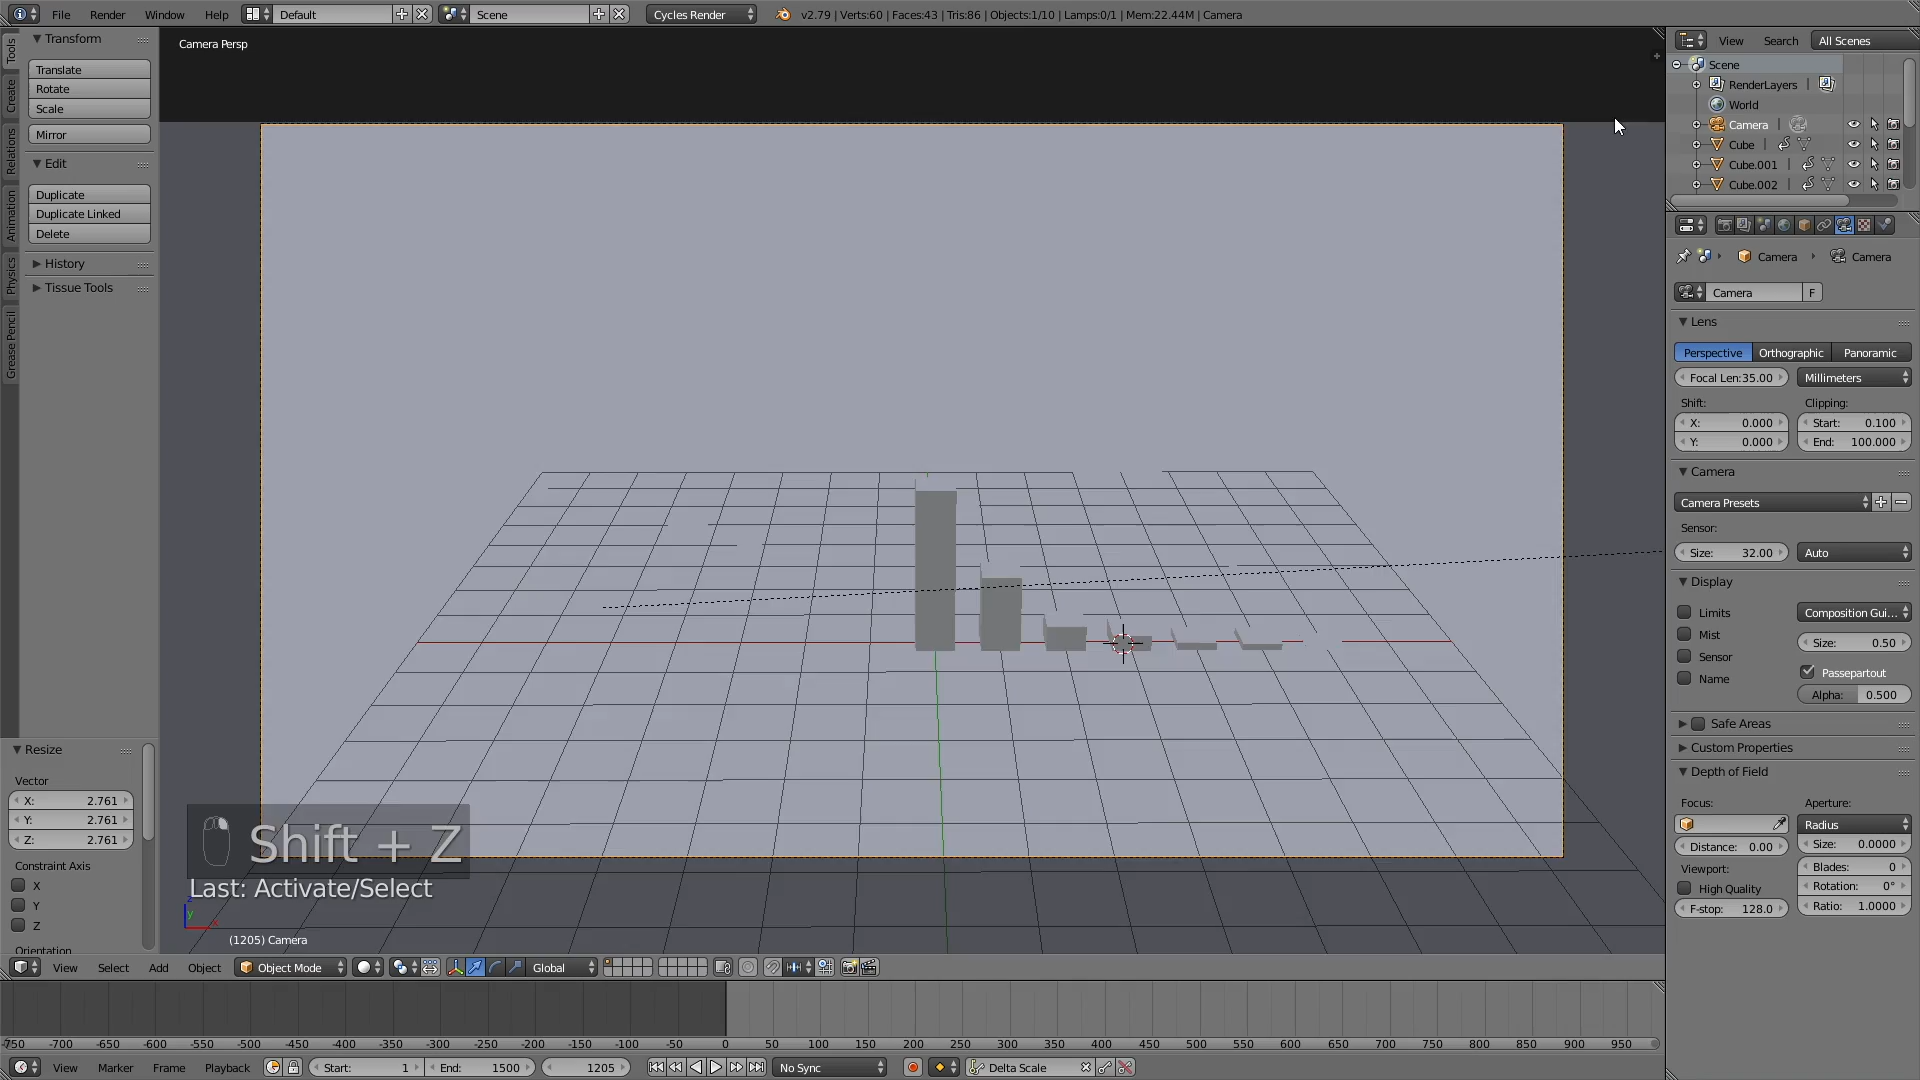 File Render Window Help Default Scene Cycles Render v2.79 | Verts:60 | Faces:43 | Tris:86 | Objects:1/10 | Lamps:0/1 | Mem:22.44M | Camera
Transform
Translate
Rotate
Scale
Mirror
Edit
Duplicate
Duplicate Linked
Delete
History
Tissue Tools
Tools
Create
Relations
Animation
Physics
Grease Pencil
Resize
Vector
X: 2.761
Y: 2.761
Z: 2.761
Constraint Axis
X
Y
Z
Orientation
Camera Persp
Shift + Z
Last: Activate/Select
z
y
x
(1205) Camera
View Select Add Object Object Mode Global
-750 -700 -650 -600 -550 -500 -450 -400 -350 -300 -250 -200 -150 -100 -50 0 50 100 150 200 250 300 350 400 450 500 550 600 650 700 750 800 850 900 950
View Marker Frame Playback Start: 1 End: 1500 1205 No Sync Delta Scale
View Search All Scenes
Scene
RenderLayers |
World
Camera |
Cube |
Cube.001 |
Cube.002 |
Camera Camera
Camera F
Lens
Perspective Orthographic Panoramic
Focal Len:35.00 Millimeters
Shift: Clipping:
X: 0.000 Start: 0.100
Y: 0.000 End: 100.000
Camera
Camera Presets
Sensor:
Size: 32.00 Auto
Display
Limits Composition Gui...
Mist Size: 0.50
Sensor Passepartout
Name Alpha: 0.500
Safe Areas
Custom Properties
Depth of Field
Focus: Aperture:
Radius
Distance: 0.00 Size: 0.0000
Viewport: Blades: 0
High Quality Rotation: 0°
F-stop: 128.0 Ratio: 1.0000